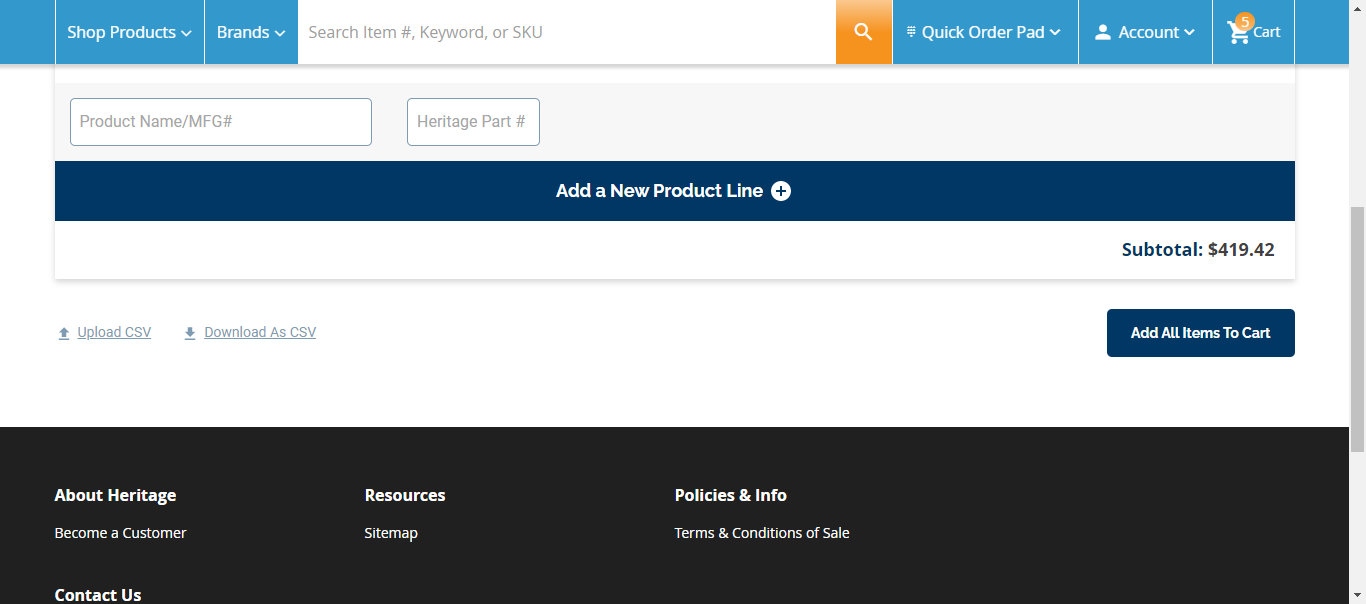 Shop Products
Brands
Search Item #, Keyword, or SKU
Quick Order Pad
Account
5
Cart
Product Name/MFG#
Heritage Part #
Add a New Product Line
Subtotal: $419.42
Upload CSV
Download As CSV
Add All Items To Cart
About Heritage
Resources
Policies & Info
Become a Customer
Sitemap
Terms & Conditions of Sale
Contact Us